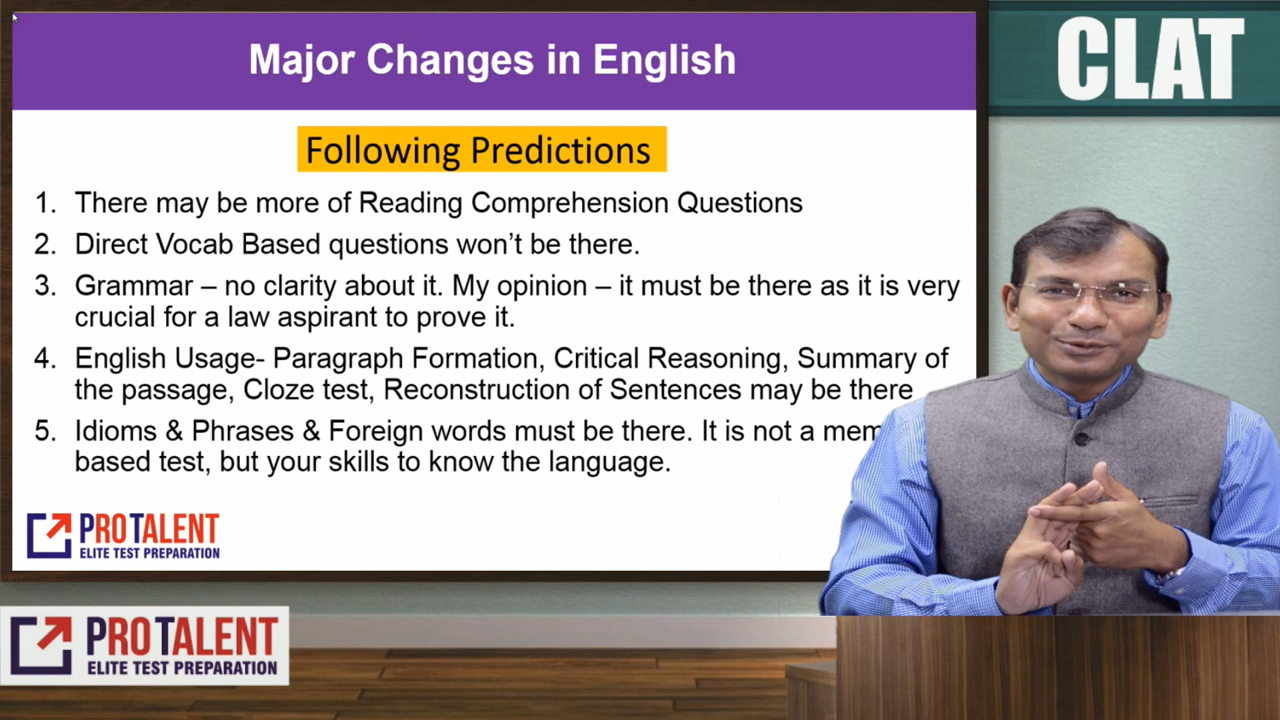 Major Changes in English
CLAT
Following Predictions
1. There may be more of Reading Comprehension Questions
2. Direct Vocab Based questions won’t be there.
3. Grammar – no clarity about it. My opinion – it must be there as it is very
crucial for a law aspirant to prove it.
4. English Usage- Paragraph Formation, Critical Reasoning, Summary of
the passage, Cloze test, Reconstruction of Sentences may be there
5. Idioms & Phrases & Foreign words must be there. It is not a
based test, but your skills to know the language.
PROTALENT
ELITE TEST PREPARATION
PROTALENT
ELITE TEST PREPARATION